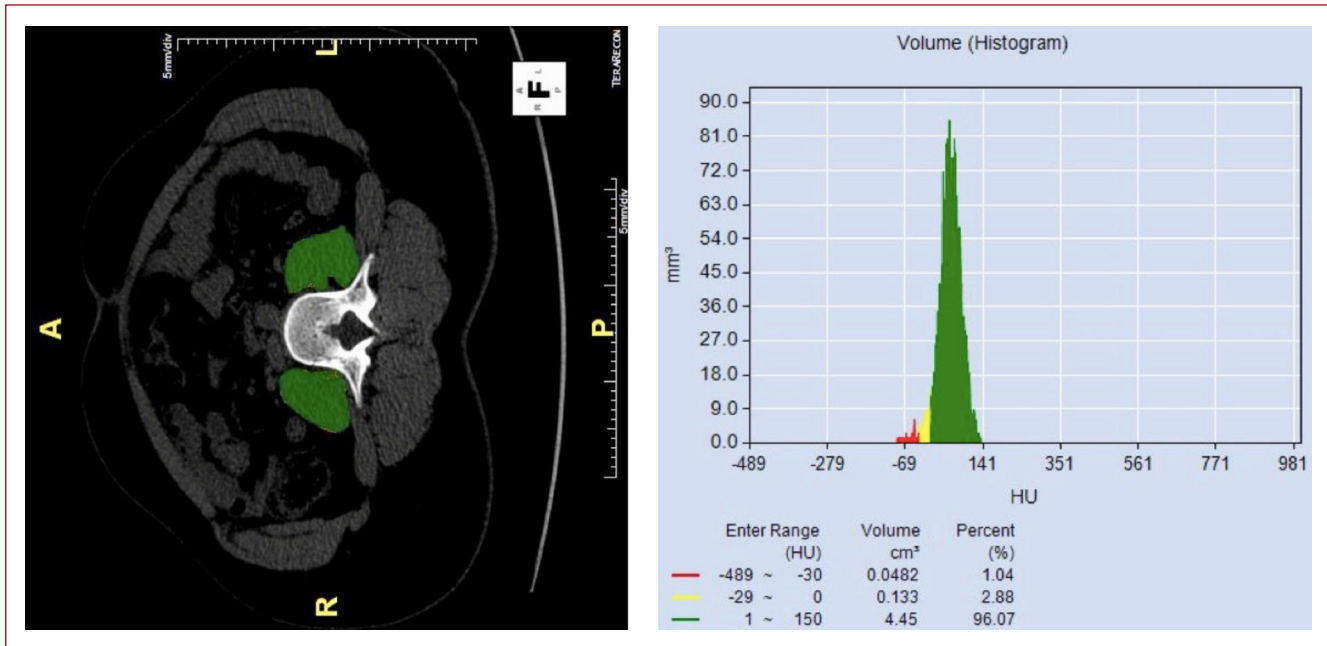 5mm/div
L
TERARECON
A
L
F
R
P
A
P
5mm/div
R
Volume (Histogram)
90.0
81.0
72.0
63.0
54.0
45.0
36.0
27.0
18.0
9.0
0.0
mm³
-489 -279 -69 141 351 561 771 981
HU
Enter Range Volume Percent
(HU) cm³ (%)
-489 ~ -30 0.0482 1.04
-29 ~ 0 0.133 2.88
1 ~ 150 4.45 96.07